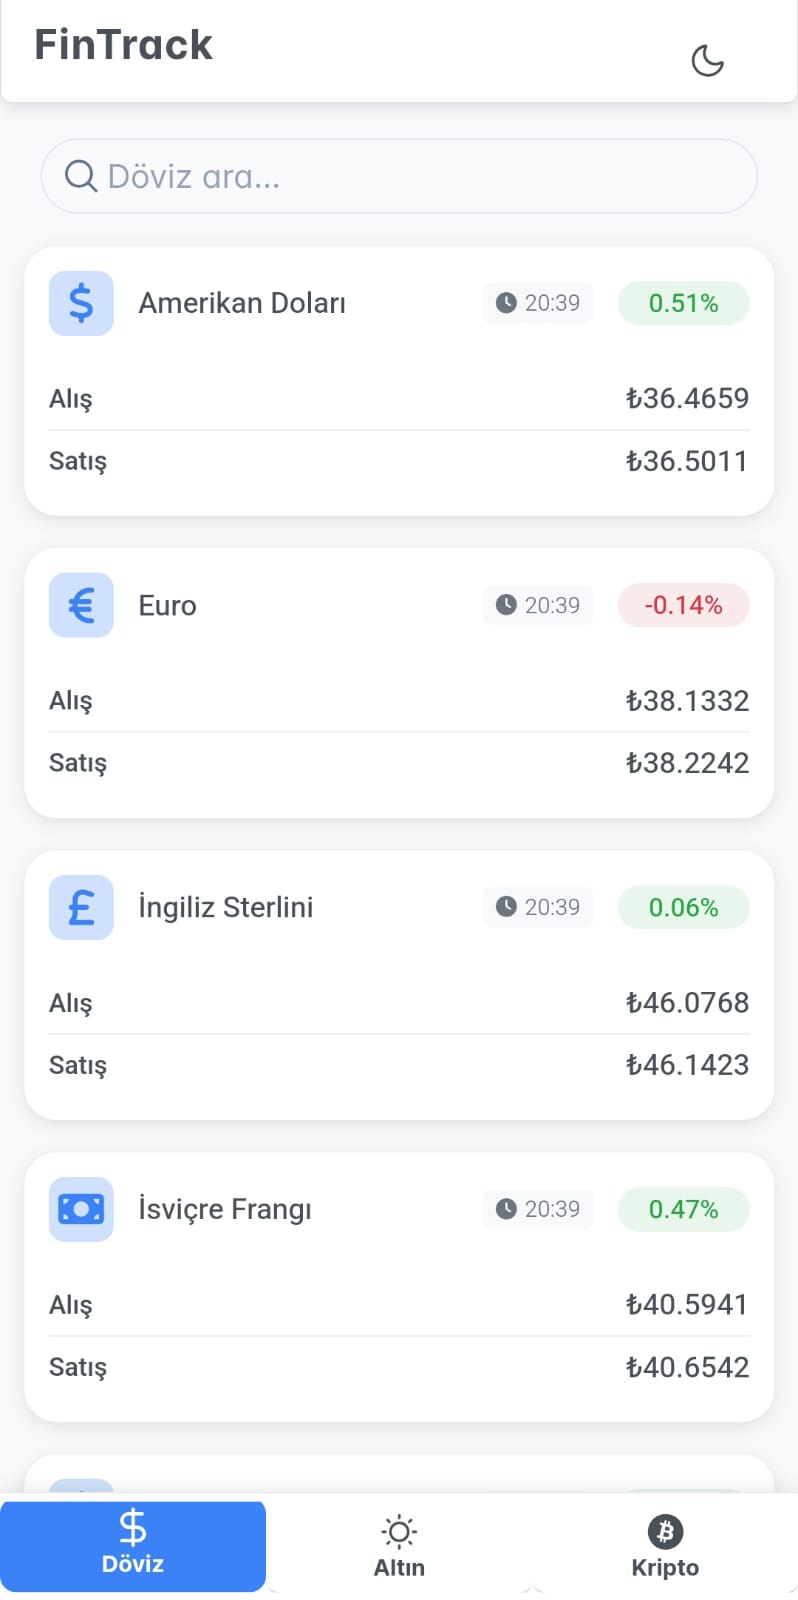 FinTrack
Döviz ara...
$ Amerikan Doları 20:39 0.51%
Alış ₺36.4659
Satış ₺36.5011
€ Euro 20:39 -0.14%
Alış ₺38.1332
Satış ₺38.2242
£ İngiliz Sterlini 20:39 0.06%
Alış ₺46.0768
Satış ₺46.1423
İsviçre Frangı 20:39 0.47%
Alış ₺40.5941
Satış ₺40.6542
$ ₿
Döviz Altın Kripto